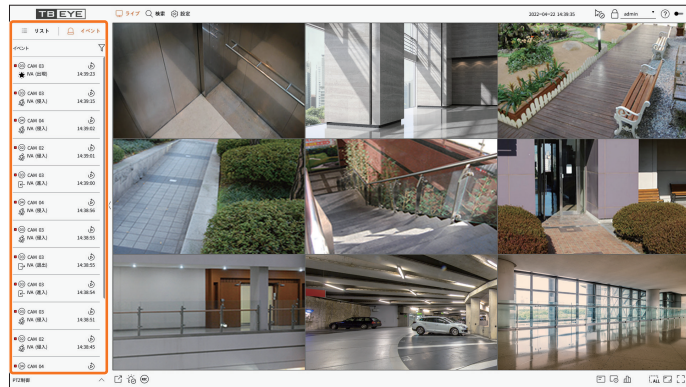 TB EYE
ライブ 検索 設定
2022-04-22 14:39:35 admin
リスト イベント
イベント
CAM 03
IVA (出現) 14:39:23
CAM 03
IVA (侵入) 14:39:15
CAM 04
IVA (侵入) 14:39:02
CAM 02
IVA (侵入) 14:39:01
CAM 03
IVA (進入) 14:39:00
CAM 04
IVA (侵入) 14:38:56
CAM 03
IVA (侵入) 14:38:55
CAM 03
IVA (退出) 14:38:55
CAM 03
IVA (進入) 14:38:54
CAM 03
IVA (侵入) 14:38:51
CAM 02
IVA (侵入) 14:38:45
CAM 04
PTZ制御
ALL